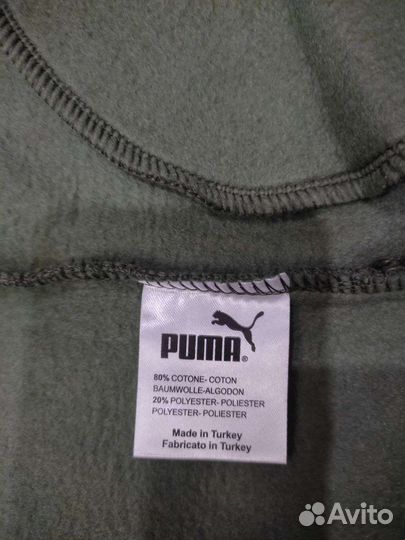 PUMA®
80% COTONE- COTON
BAUMWOLLE-ALGODON
20% POLYESTER- POLIESTER
POLYESTER- POLIESTER
Made in Turkey
Fabricato in Turkey
Avito